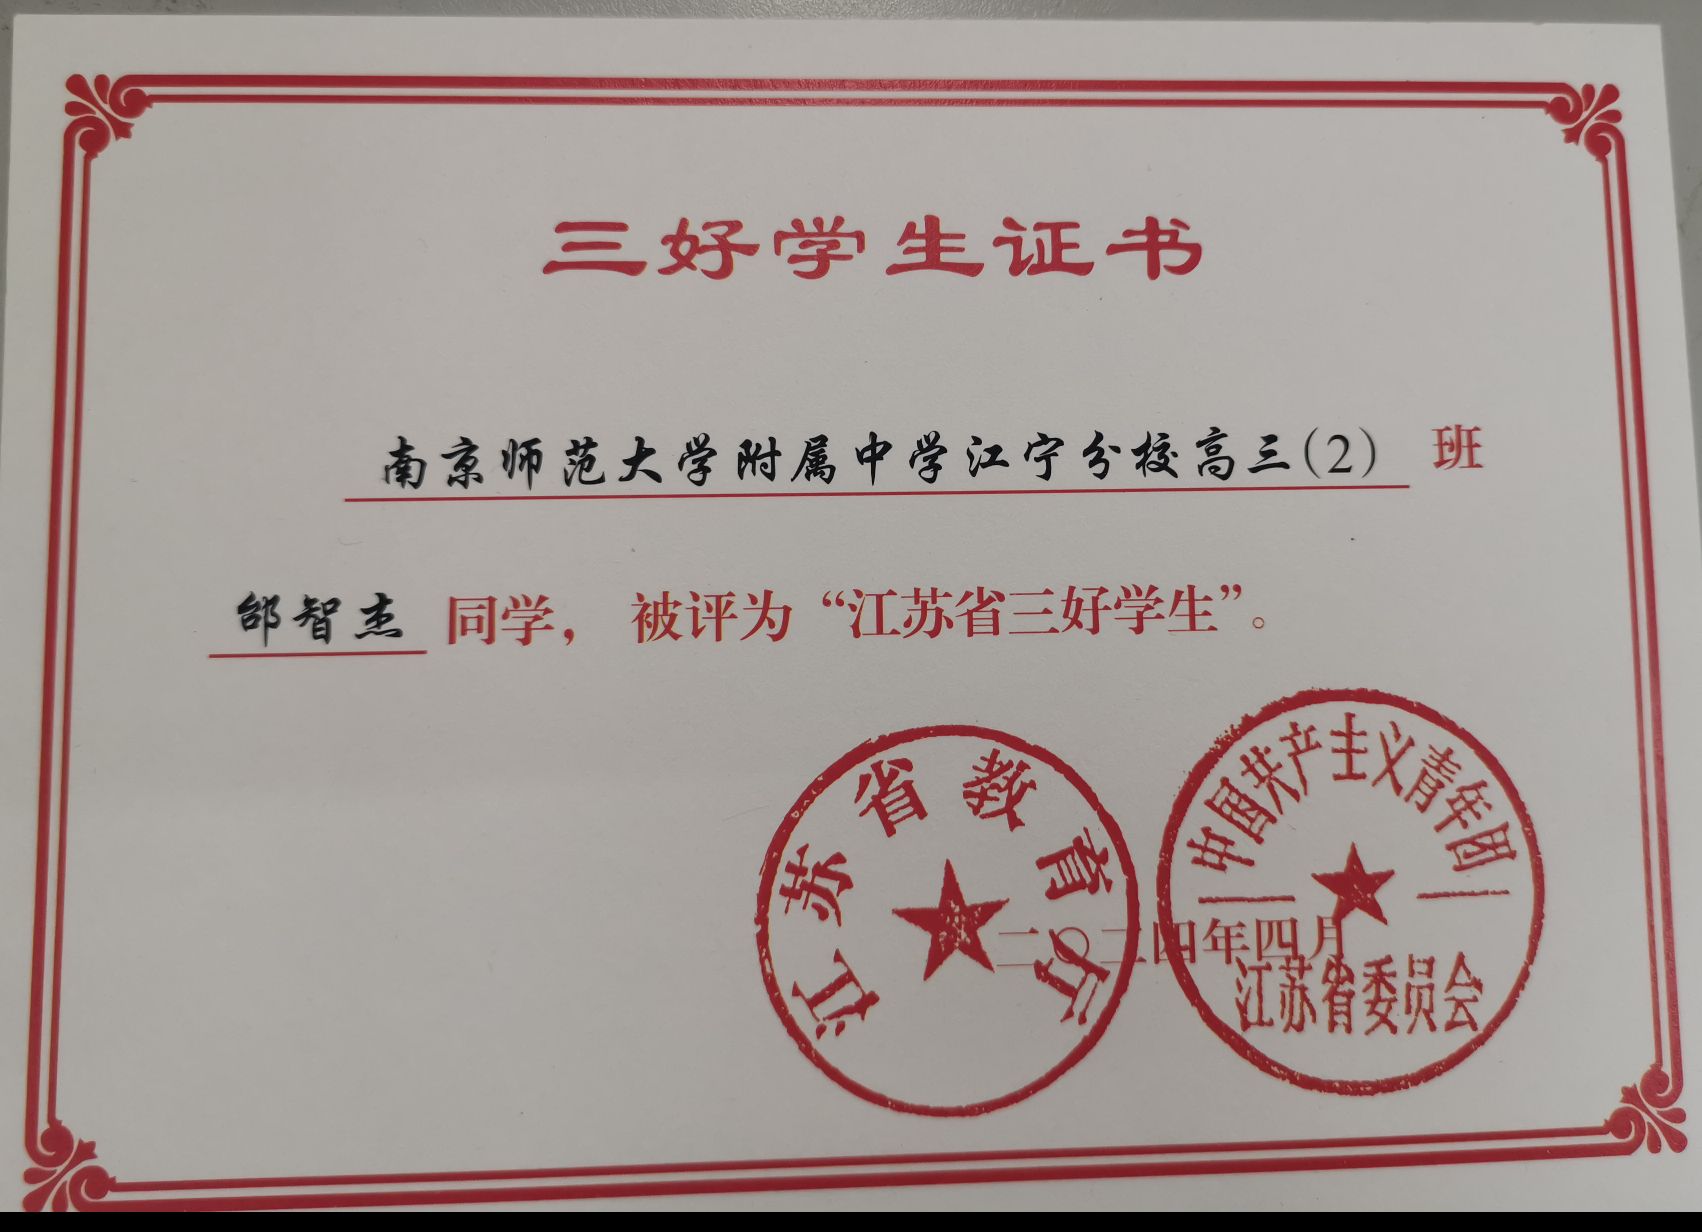 三好学生证书
南京师范大学附属中学江宁分校高三(2) 班
邰智杰 同学， 被评为“江苏省三好学生”。
江苏省教育厅
中国共产主义青年团
江苏省委员会
二〇二四年四月